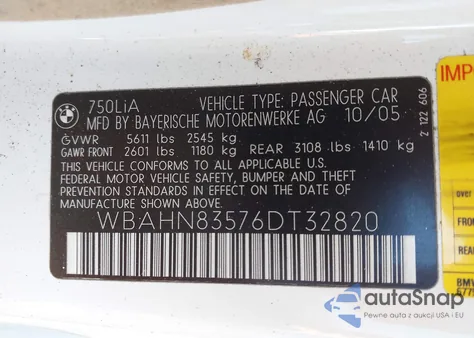 750LiA VEHICLE TYPE: PASSENGER CAR
MFD BY BAYERISCHE MOTORENWERKE AG 10/05
GVWR 5611 lbs 2545 kg
GAWR FRONT 2601 lbs 1180 kg REAR 3108 lbs 1410 kg
THIS VEHICLE CONFORMS TO ALL APPLICABLE U.S.
FEDERAL MOTOR VEHICLE SAFETY, BUMPER AND THEFT
PREVENTION STANDARDS IN EFFECT ON THE DATE
OF MANUFACTURE SHOWN ABOVE.
WBAHN83576DT32820
2 122 606
IMP
BMW
autoSnap
Pewne auta z aukcji USA i EU